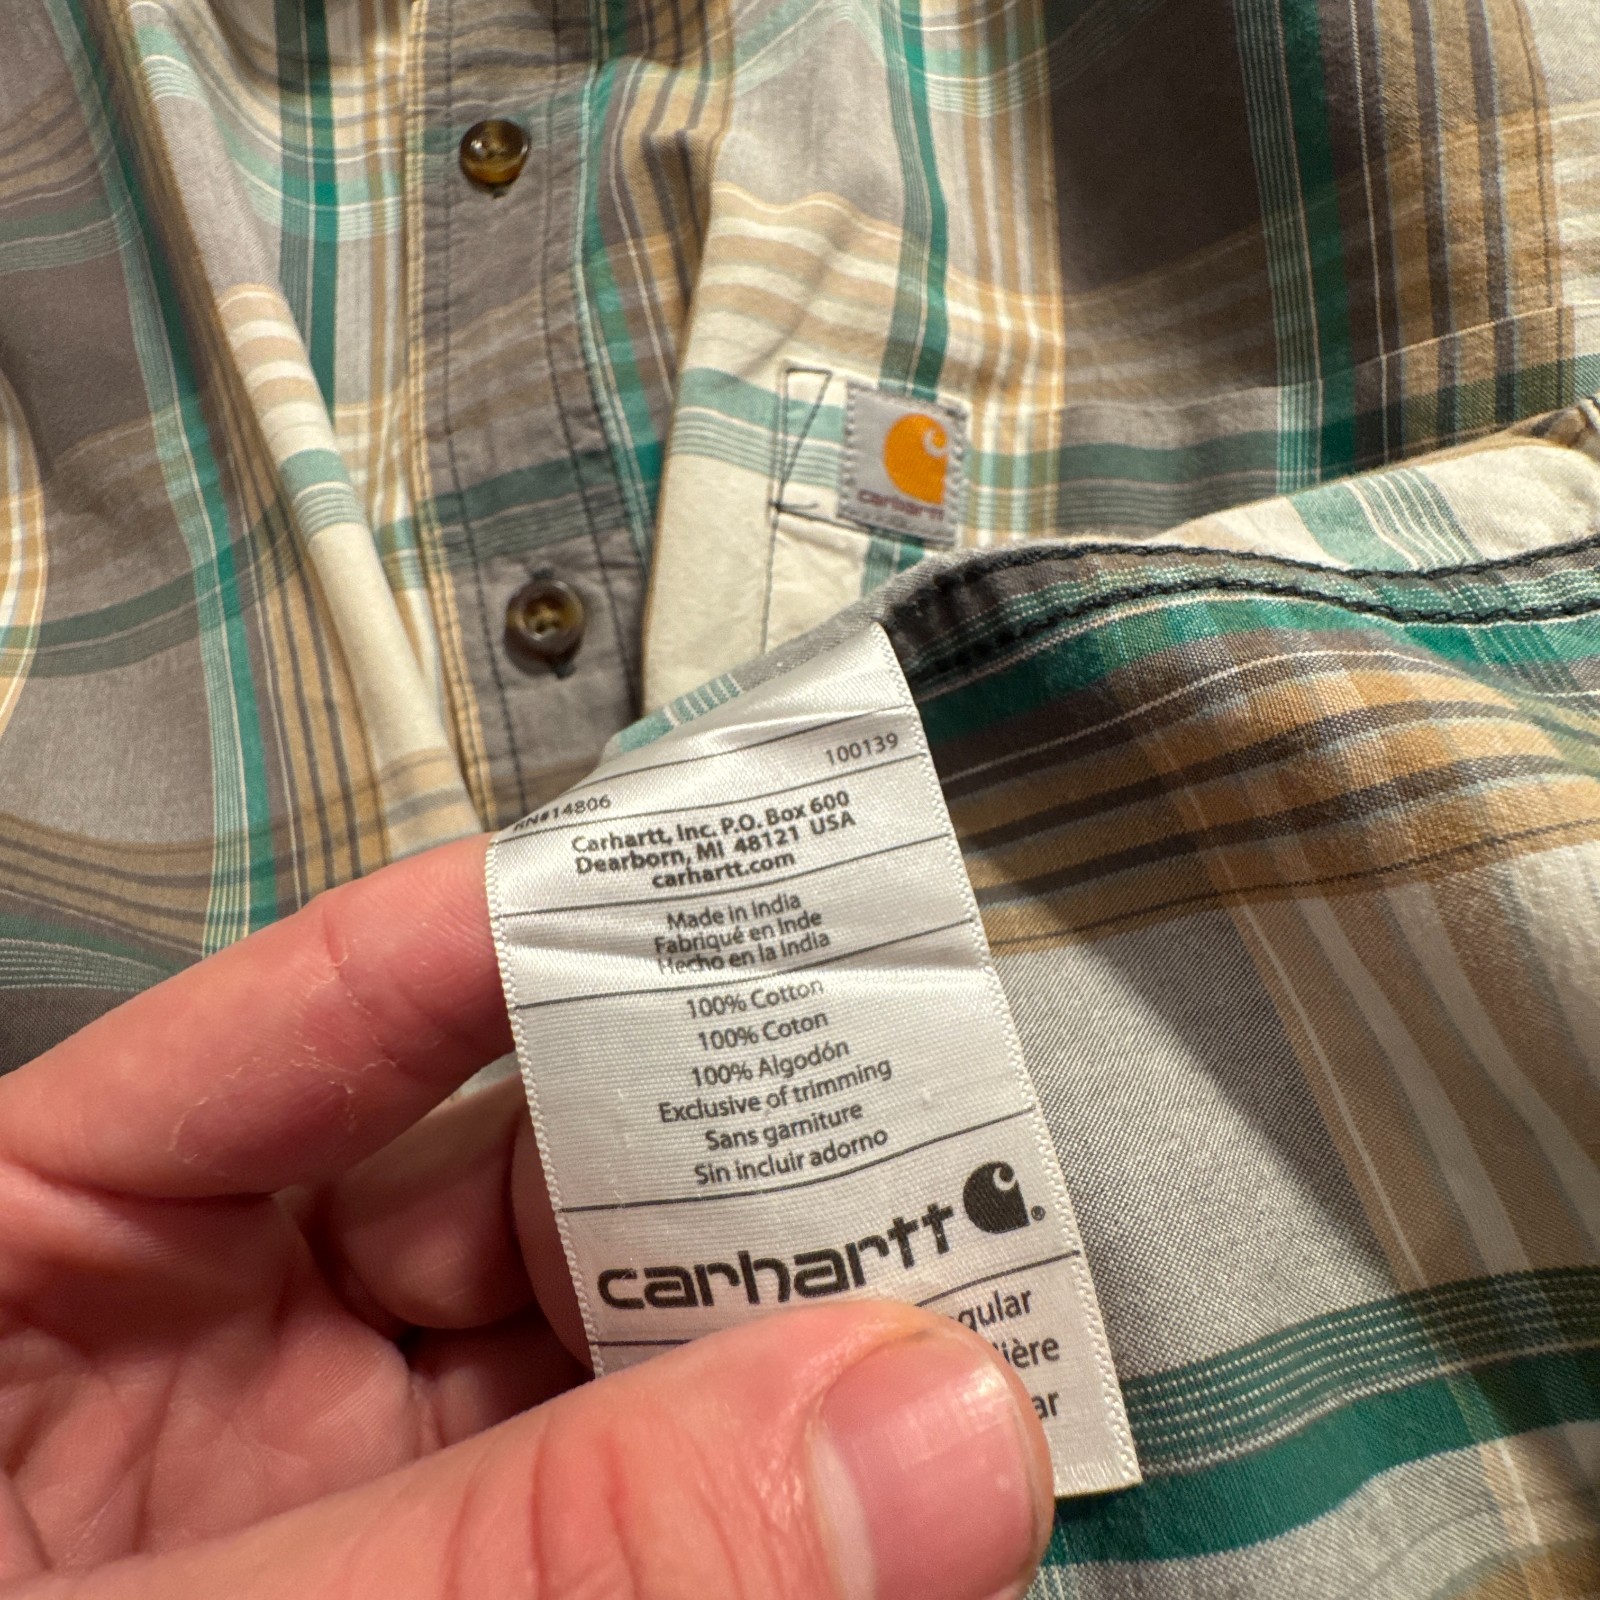 carhartt
100139
RN#14806
Carhartt, Inc. P.O. Box 600
Dearborn, MI 48121 USA
carhartt.com
Made in India
Fabriqué en Inde
Hecho en la India
100% Cotton
100% Coton
100% Algodón
Exclusive of trimming
Sans garniture
Sin incluir adorno
carhartt ®